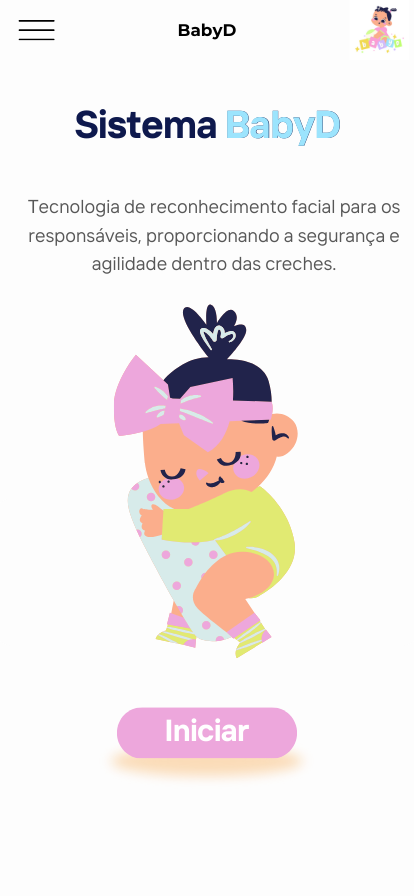 BabyD
Sistema BabyD
Tecnologia de reconhecimento facial para os
responsáveis, proporcionando a segurança e
agilidade dentro das creches.
Iniciar